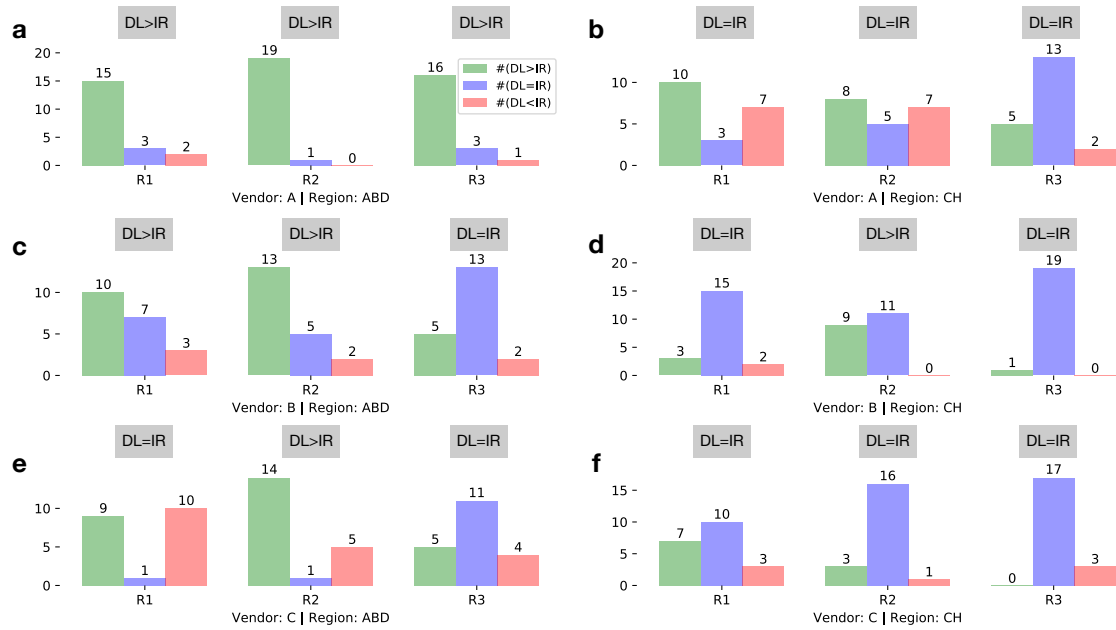 a
DL>IR DL>IR DL>IR
20
15
10
5
0
15 3 2
19 1 0
16 3 1
#(DL>IR)
#(DL=IR)
#(DL<IR)
R1 R2 R3
Vendor: A | Region: ABD
b
DL=IR DL=IR DL=IR
10
5
0
10 3 7
8 5 7
5 13 2
R1 R2 R3
Vendor: A | Region: CH
c
DL>IR DL>IR DL=IR
10
5
0
10 7 3
13 5 2
5 13 2
R1 R2 R3
Vendor: B | Region: ABD
d
DL=IR DL>IR DL=IR
20
15
10
5
0
3 15 2
9 11 0
1 19 0
R1 R2 R3
Vendor: B | Region: CH
e
DL=IR DL>IR DL=IR
10
5
0
9 1 10
14 1 5
5 11 4
R1 R2 R3
Vendor: C | Region: ABD
f
DL=IR DL=IR DL=IR
15
10
5
0
7 10 3
3 16 1
0 17 3
R1 R2 R3
Vendor: C | Region: CH